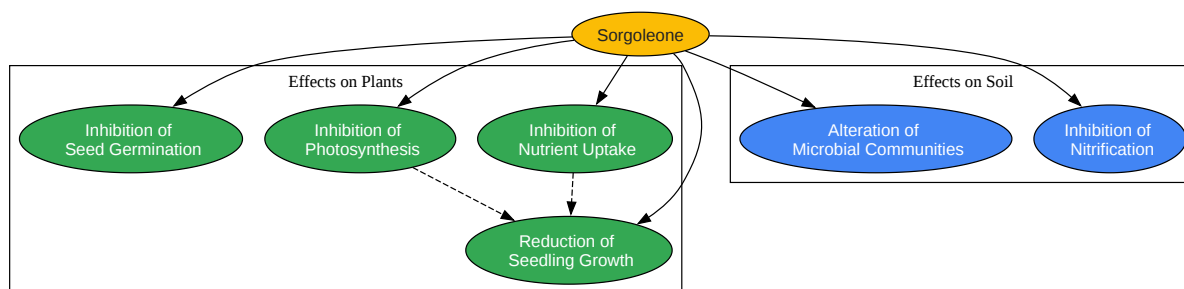 Sorgoleone
Effects on Plants
Effects on Soil
Inhibition of
Seed Germination
Inhibition of
Photosynthesis
Inhibition of
Nutrient Uptake
Alteration of
Microbial Communities
Inhibition of
Nitrification
Reduction of
Seedling Growth